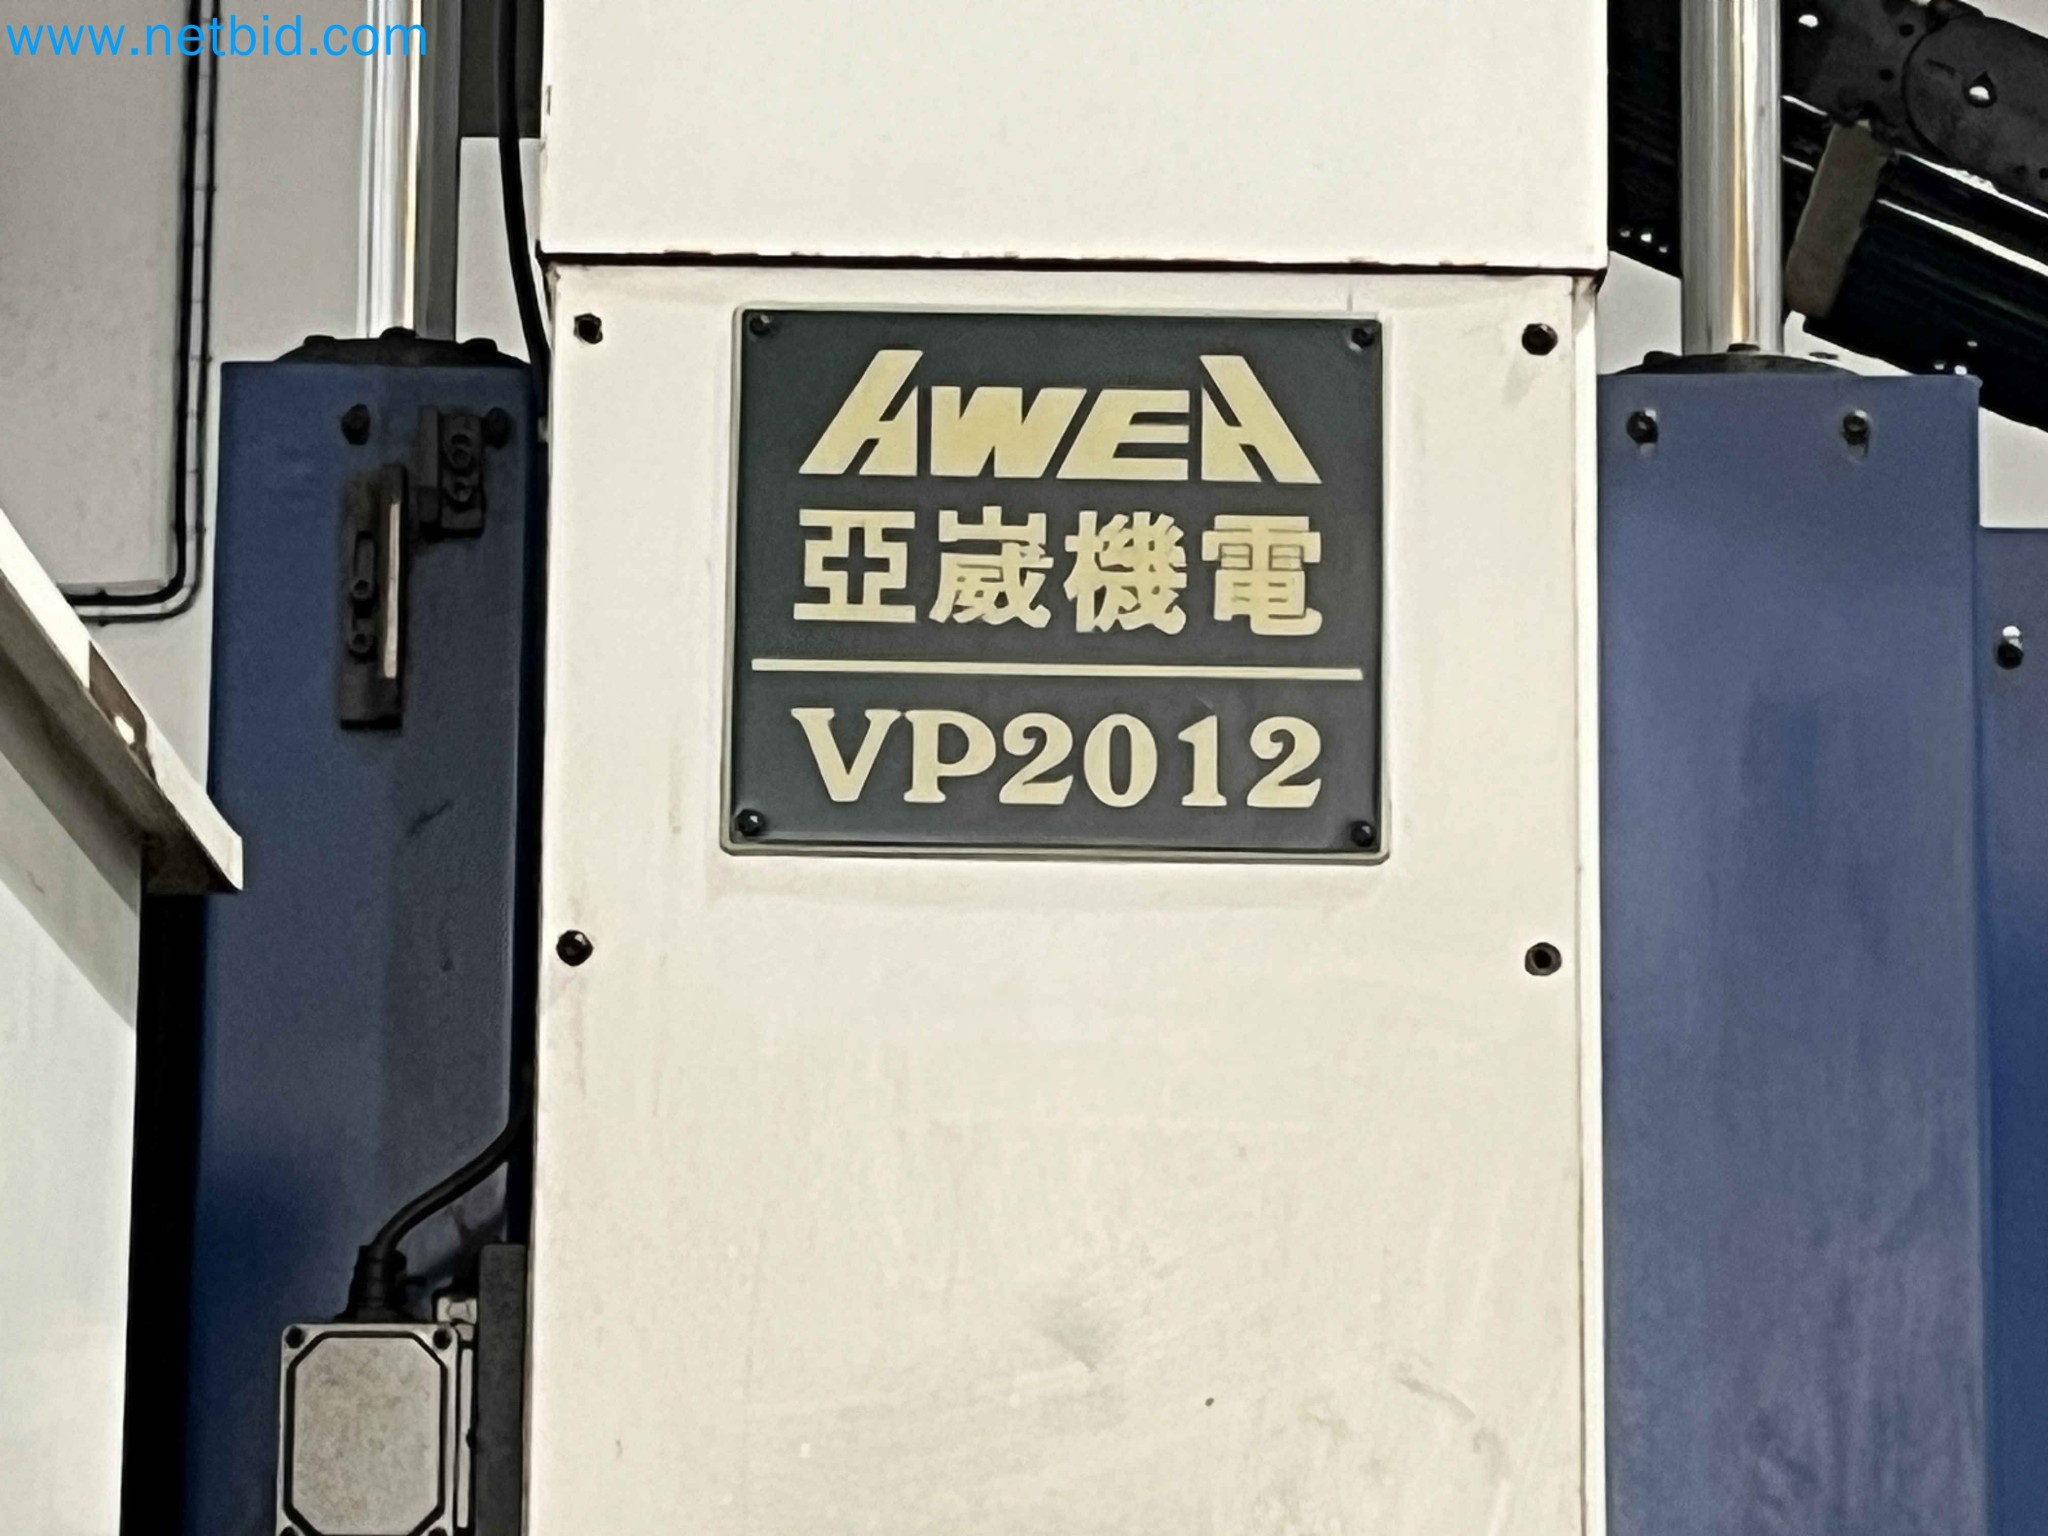 www.netbid.com
AWEA
亞崴機電
VP2012